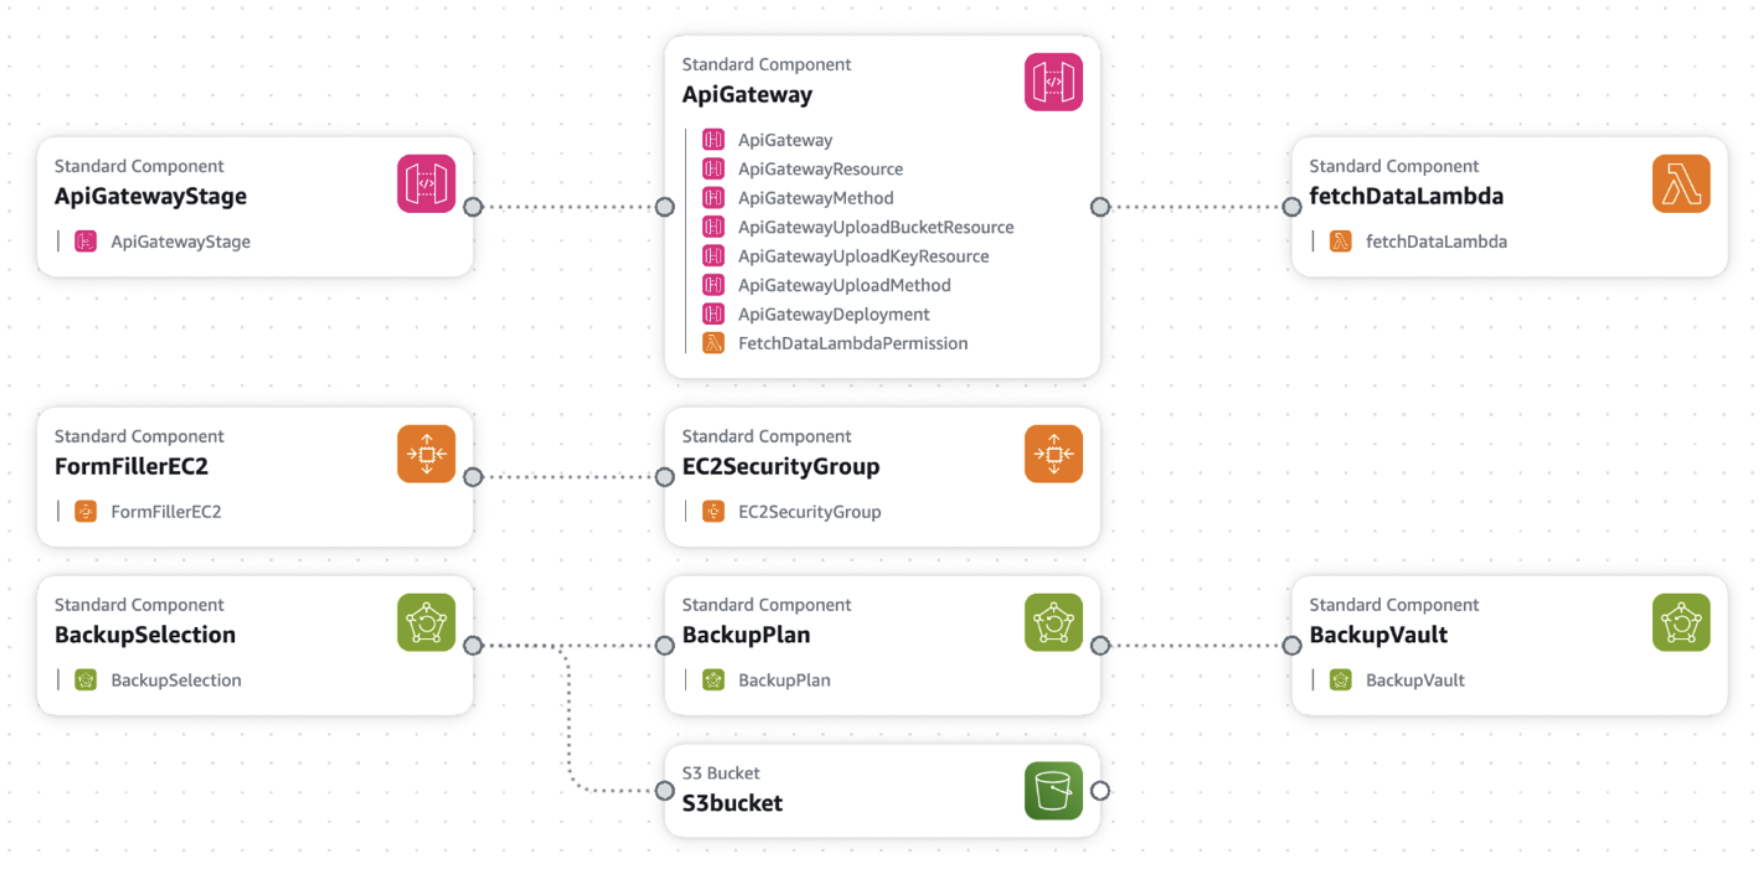 Standard Component
ApiGatewayStage
ApiGatewayStage
Standard Component
ApiGateway
ApiGateway
ApiGatewayResource
ApiGatewayMethod
ApiGatewayUploadBucketResource
ApiGatewayUploadKeyResource
ApiGatewayUploadMethod
ApiGatewayDeployment
FetchDataLambdaPermission
Standard Component
fetchDataLambda
fetchDataLambda
Standard Component
FormFillerEC2
FormFillerEC2
Standard Component
EC2SecurityGroup
EC2SecurityGroup
Standard Component
BackupSelection
BackupSelection
Standard Component
BackupPlan
BackupPlan
Standard Component
BackupVault
BackupVault
S3 Bucket
S3bucket